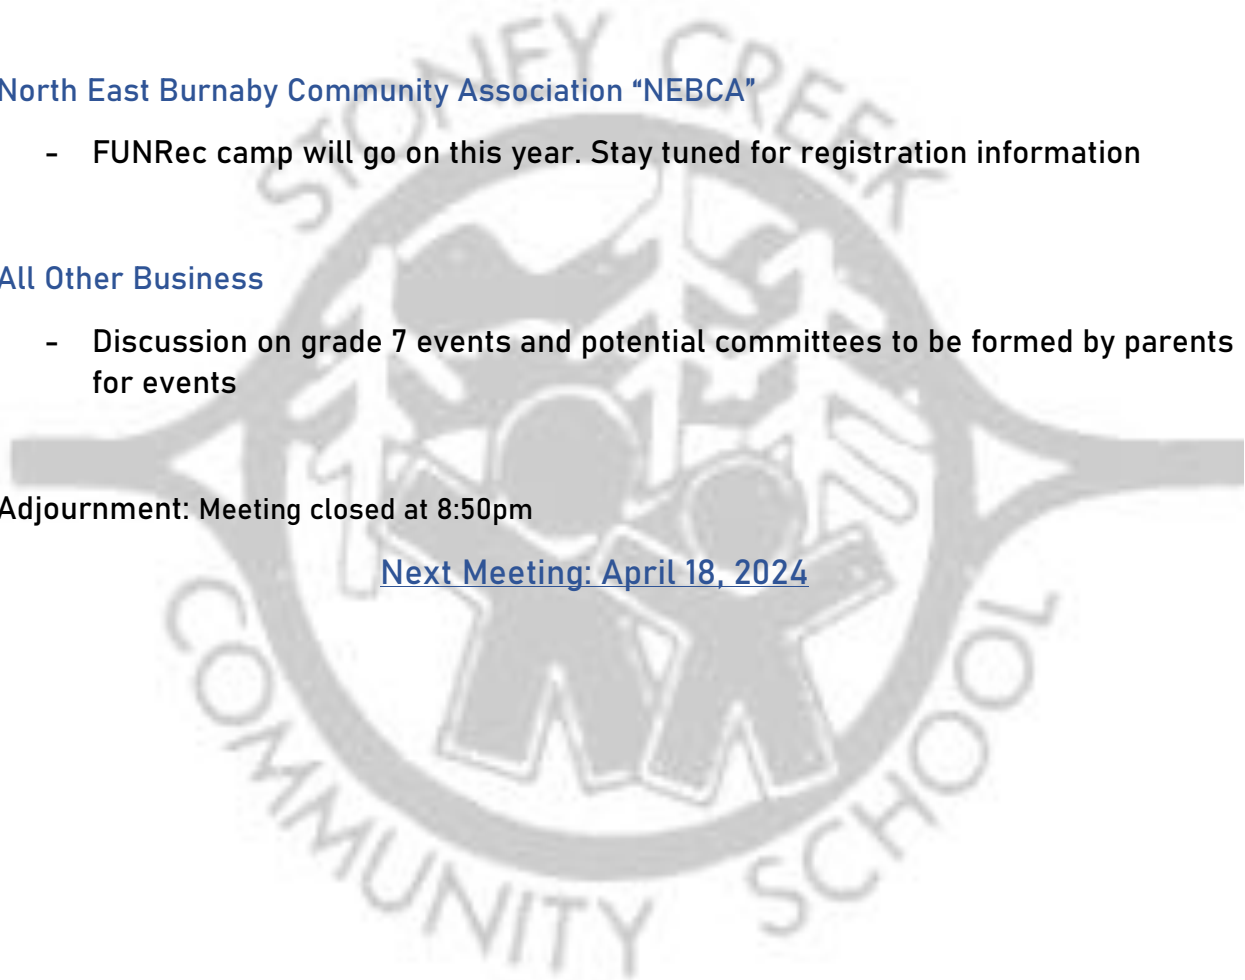 STONEY CREEK
North East Burnaby Community Association “NEBCA”
- FUNRec camp will go on this year. Stay tuned for registration information
All Other Business
- Discussion on grade 7 events and potential committees to be formed by parents
for events
Adjournment: Meeting closed at 8:50pm
Next Meeting: April 18, 2024
COMMUNITY SCHOOL